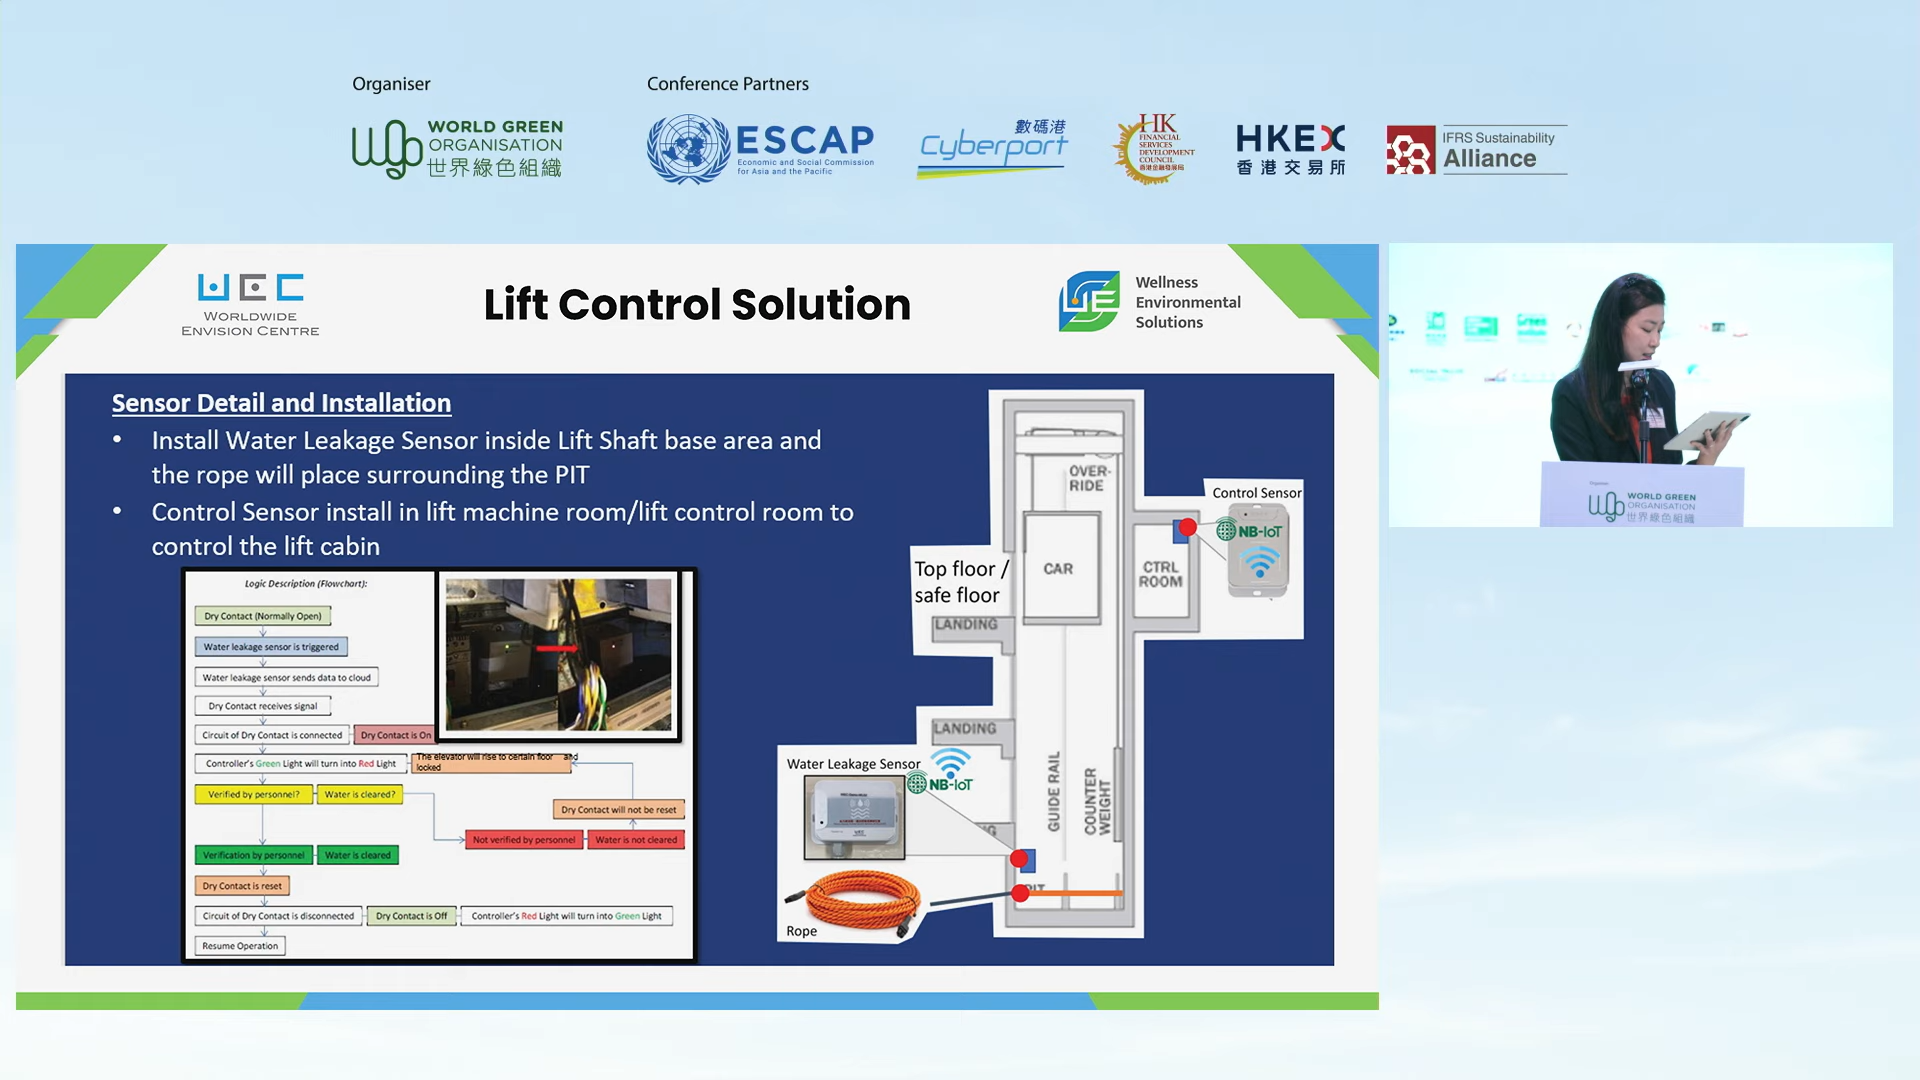 Organiser
Conference Partners
WORLD GREEN
ORGANISATION
世界綠色組織
ESCAP
Economic and Social Commission
for Asia and the Pacific
數碼港
Cyberport
HK
FINANCIAL
SERVICES
DEVELOPMENT
COUNCIL
香港金融發展局
HKEX
香港交易所
IFRS Sustainability
Alliance
WEC
WORLDWIDE
ENVISION CENTRE
Lift Control Solution
Wellness
Environmental
Solutions
Sensor Detail and Installation
• Install Water Leakage Sensor inside Lift Shaft base area and
the rope will place surrounding the PIT
• Control Sensor install in lift machine room/lift control room to
control the lift cabin
Logic Description (Flowchart):
Dry Contact (Normally Open)
Water leakage sensor is triggered
Water leakage sensor sends data to cloud
Dry Contact receives signal
Circuit of Dry Contact is connected
Dry Contact is On
Controller's Green Light will turn into Red Light
The elevator will rise to certain floor and
locked
Verified by personnel?
Water is cleared?
Dry Contact will not be reset
Not verified by personnel
Water is not cleared
Verification by personnel
Water is cleared
Dry Contact is reset
Circuit of Dry Contact is disconnected
Dry Contact is Off
Controller's Red Light will turn into Green Light
Resume Operation
OVER-
RIDE
Control Sensor
NB-IoT
CAR
CTRL
ROOM
Top floor /
safe floor
LANDING
LANDING
Water Leakage Sensor
NB-IoT
GUIDE RAIL
COUNTER
WEIGHT
PIT
Rope
WORLD GREEN
ORGANISATION
世界綠色組織